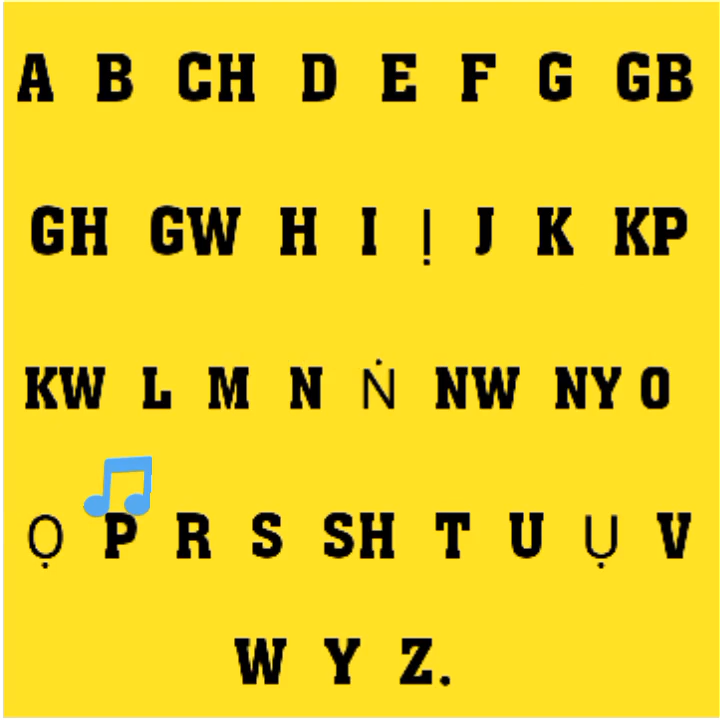 A B CH D E F G GB
GH GW H I Ị J K KP
KW L M N Ṅ NW NY O
Ọ P R S SH T U Ụ V
W Y Z.